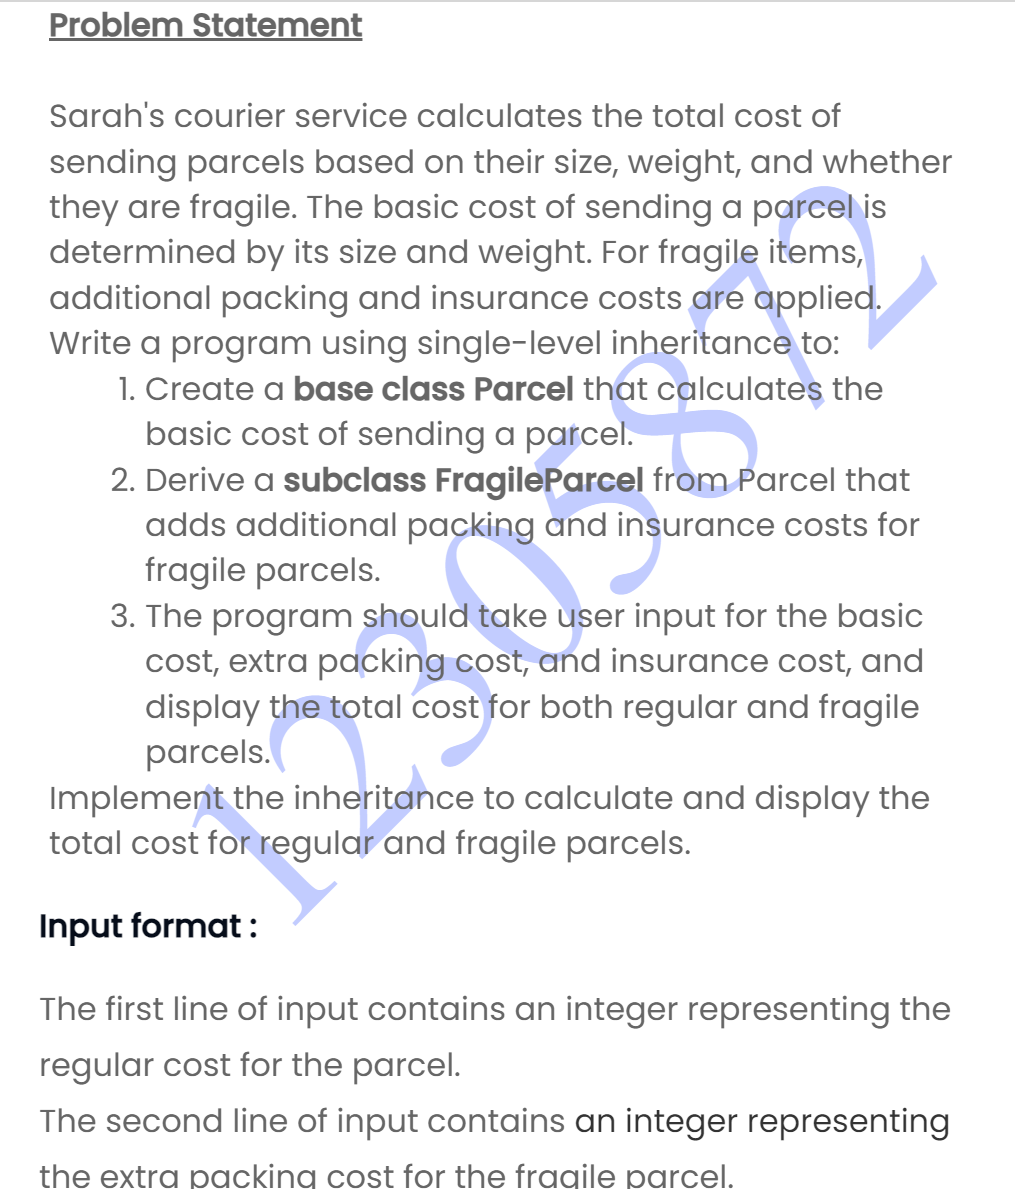 Problem Statement
Sarah's courier service calculates the total cost of
sending parcels based on their size, weight, and whether
they are fragile. The basic cost of sending a parcel is
determined by its size and weight. For fragile items,
additional packing and insurance costs are applied.
Write a program using single-level inheritance to:
1. Create a base class Parcel that calculates the
basic cost of sending a parcel.
2. Derive a subclass FragileParcel from Parcel that
adds additional packing and insurance costs for
fragile parcels.
3. The program should take user input for the basic
cost, extra packing cost, and insurance cost, and
display the total cost for both regular and fragile
parcels.
Implement the inheritance to calculate and display the
total cost for regular and fragile parcels.
Input format :
The first line of input contains an integer representing the
regular cost for the parcel.
The second line of input contains an integer representing
the extra packing cost for the fragile parcel.
12305872